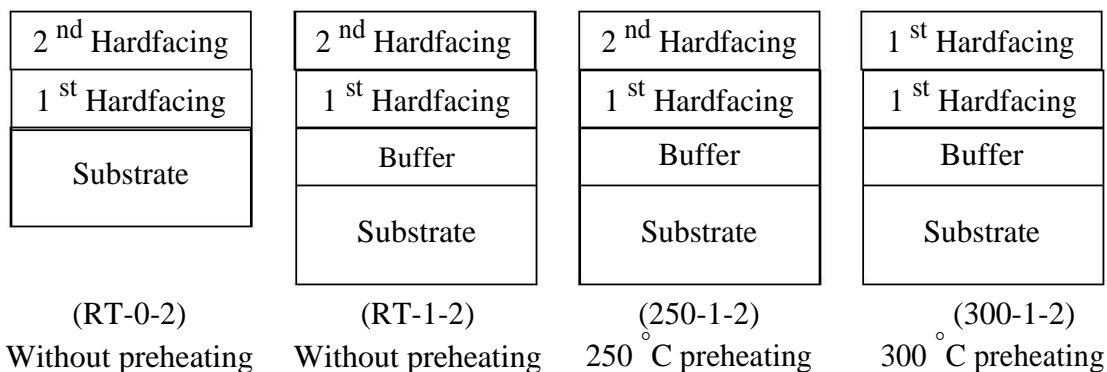 2 nd Hardfacing
1 st Hardfacing
Substrate
(RT-0-2)
Without preheating
2 nd Hardfacing
1 st Hardfacing
Buffer
Substrate
(RT-1-2)
Without preheating
2 nd Hardfacing
1 st Hardfacing
Buffer
Substrate
(250-1-2)
250 °C preheating
1 st Hardfacing
1 st Hardfacing
Buffer
Substrate
(300-1-2)
300 °C preheating